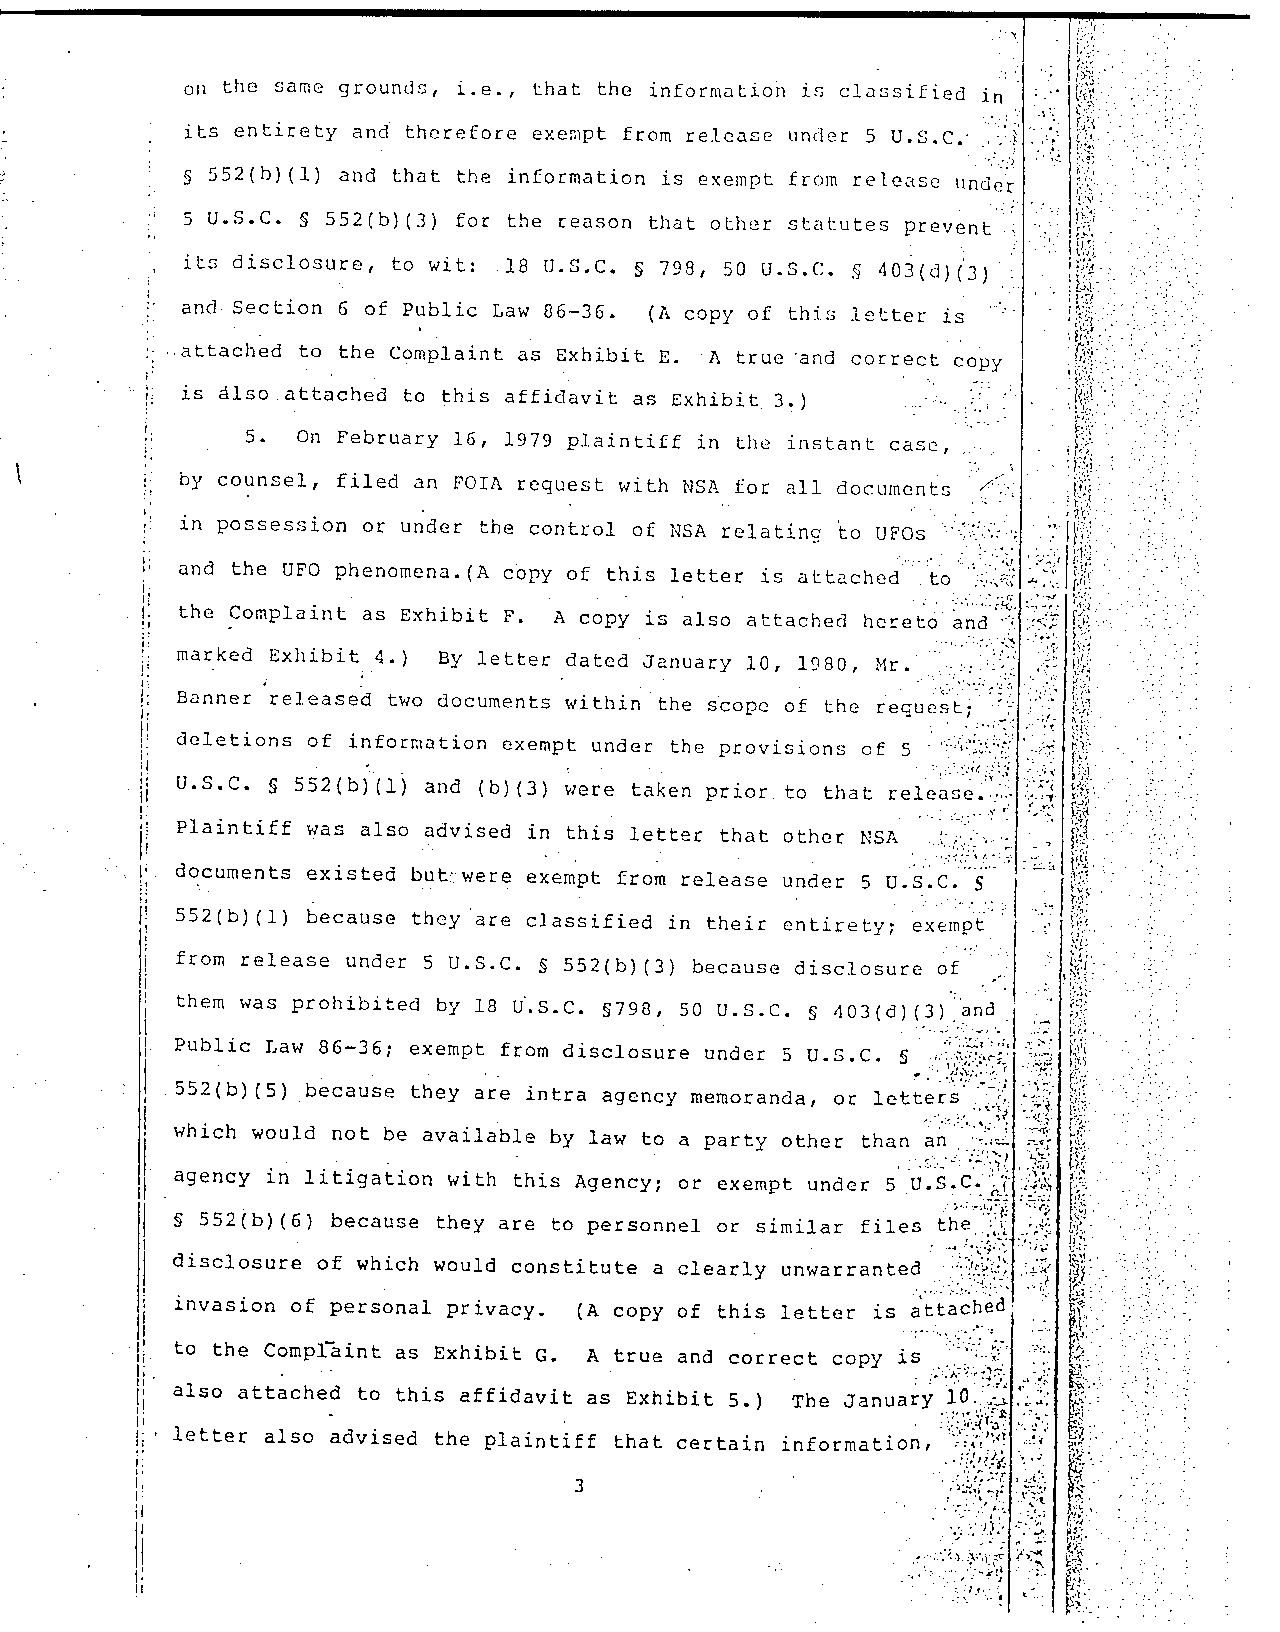 on the same grounds, i.e., that the information is classified in
its entirety and therefore exempt from release under 5 U.S.C.
§ 552(b)(1) and that the information is exempt from release under
5 U.S.C. § 552(b)(3) for the reason that other statutes prevent
its disclosure, to wit: 18 U.S.C. § 798, 50 U.S.C. § 403(d)(3)
and Section 6 of Public Law 86-36. (A copy of this letter is
attached to the Complaint as Exhibit E. A true and correct copy
is also attached to this affidavit as Exhibit 3.)
5. On February 16, 1979 plaintiff in the instant case,
by counsel, filed an FOIA request with NSA for all documents
in possession or under the control of NSA relating to UFOs
and the UFO phenomena.(A copy of this letter is attached to
the Complaint as Exhibit F. A copy is also attached hereto and
marked Exhibit 4.) By letter dated January 10, 1980, Mr.
Banner released two documents within the scope of the request;
deletions of information exempt under the provisions of 5
U.S.C. § 552(b)(1) and (b)(3) were taken prior to that release.
Plaintiff was also advised in this letter that other NSA
documents existed but were exempt from release under 5 U.S.C. §
552(b)(1) because they are classified in their entirety; exempt
from release under 5 U.S.C. § 552(b)(3) because disclosure of
them was prohibited by 18 U.S.C. §798, 50 U.S.C. § 403(d)(3) and
Public Law 86-36; exempt from disclosure under 5 U.S.C. §
552(b)(5) because they are intra agency memoranda, or letters
which would not be available by law to a party other than an
agency in litigation with this Agency; or exempt under 5 U.S.C.
§ 552(b)(6) because they are to personnel or similar files the
disclosure of which would constitute a clearly unwarranted
invasion of personal privacy. (A copy of this letter is attached
to the Complaint as Exhibit G. A true and correct copy is
also attached to this affidavit as Exhibit 5.) The January 10
letter also advised the plaintiff that certain information,
3